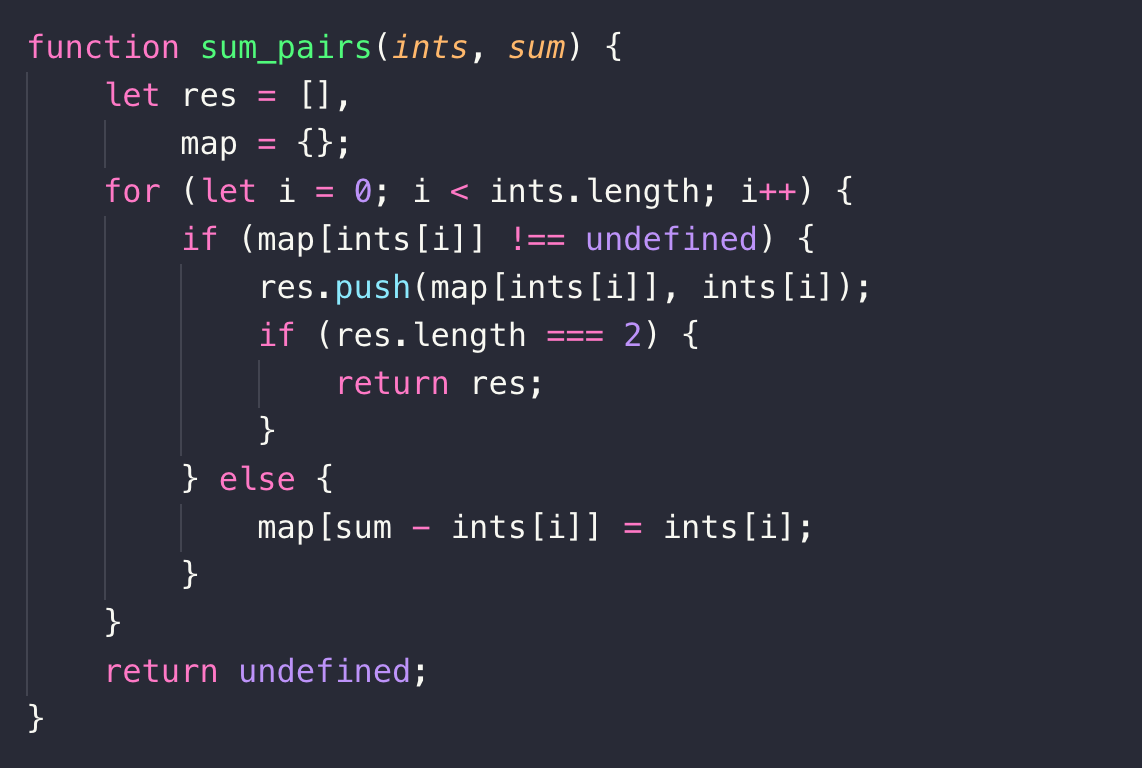 function sum_pairs(ints, sum) {
    let res = [],
        map = {};
    for (let i = 0; i < ints.length; i++) {
        if (map[ints[i]] !== undefined) {
            res.push(map[ints[i]], ints[i]);
            if (res.length === 2) {
                return res;
            }
        } else {
            map[sum - ints[i]] = ints[i];
        }
    }
    return undefined;
}